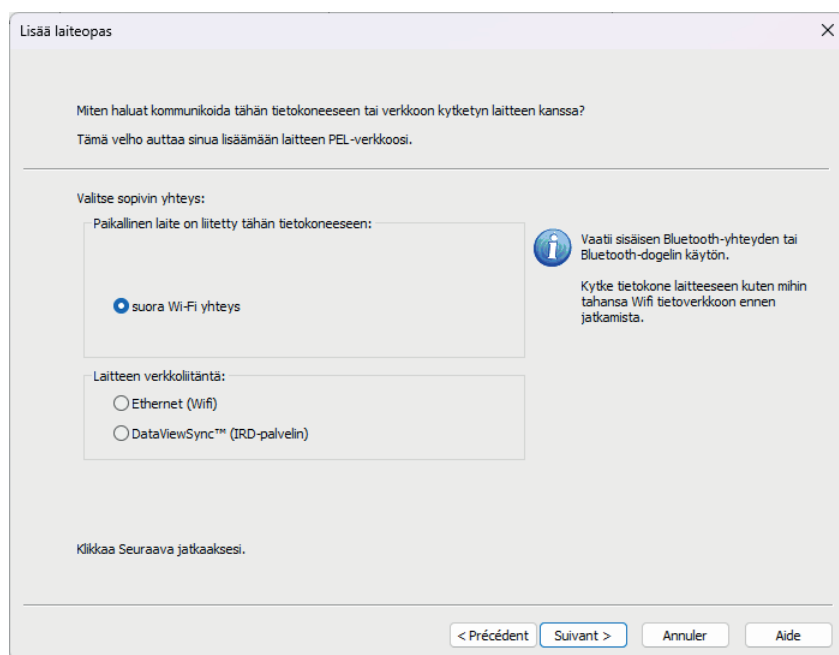 Lisää laiteopas
Miten haluat kommunikoida tähän tietokoneeseen tai verkkoon kytketyn laitteen kanssa?
Tämä velho auttaa sinua lisäämään laitteen PEL-verkkoosi.
Valitse sopivin yhteys:
Paikallinen laite on liitetty tähän tietokoneeseen:
suora Wi-Fi yhteys
Vaatii sisäisen Bluetooth-yhteyden tai
Bluetooth-dogelin käytön.
Kytke tietokone laitteeseen kuten mihin
tahansa Wifi tietoverkkoon ennen
jatkamista.
Laitteen verkkoliitäntä:
Ethernet (Wifi)
DataViewSync™ (IRD-palvelin)
Klikkaa Seuraava jatkaaksesi.
< Précédent Suivant > Annuler Aide